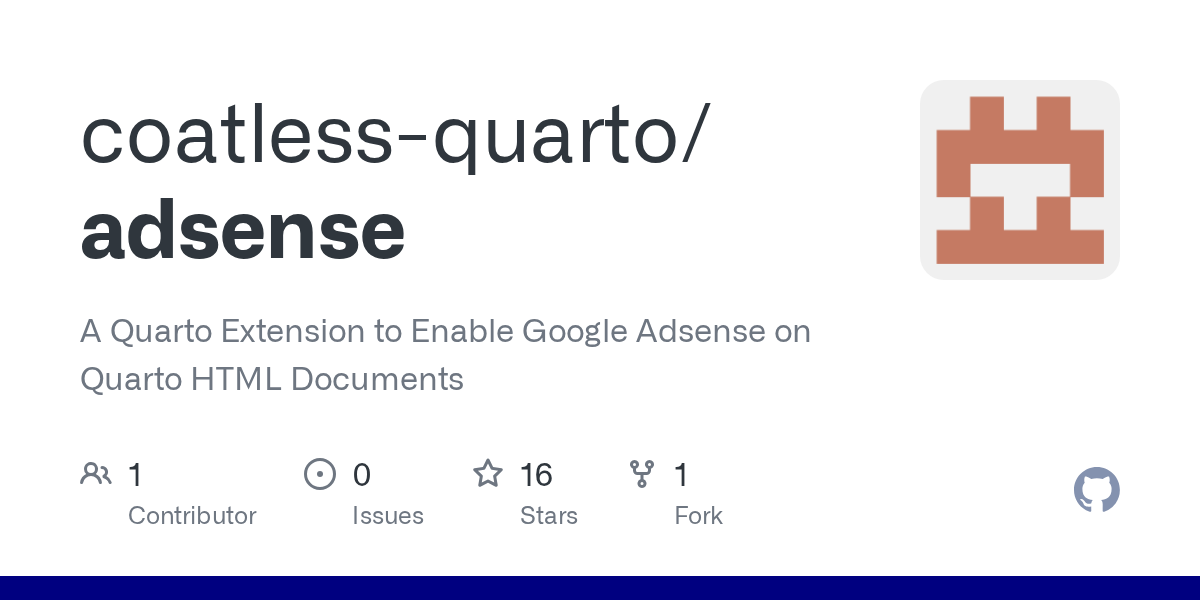 coatless-quarto/
adsense
A Quarto Extension to Enable Google Adsense on
Quarto HTML Documents
1 0 16 1
Contributor Issues Stars Fork